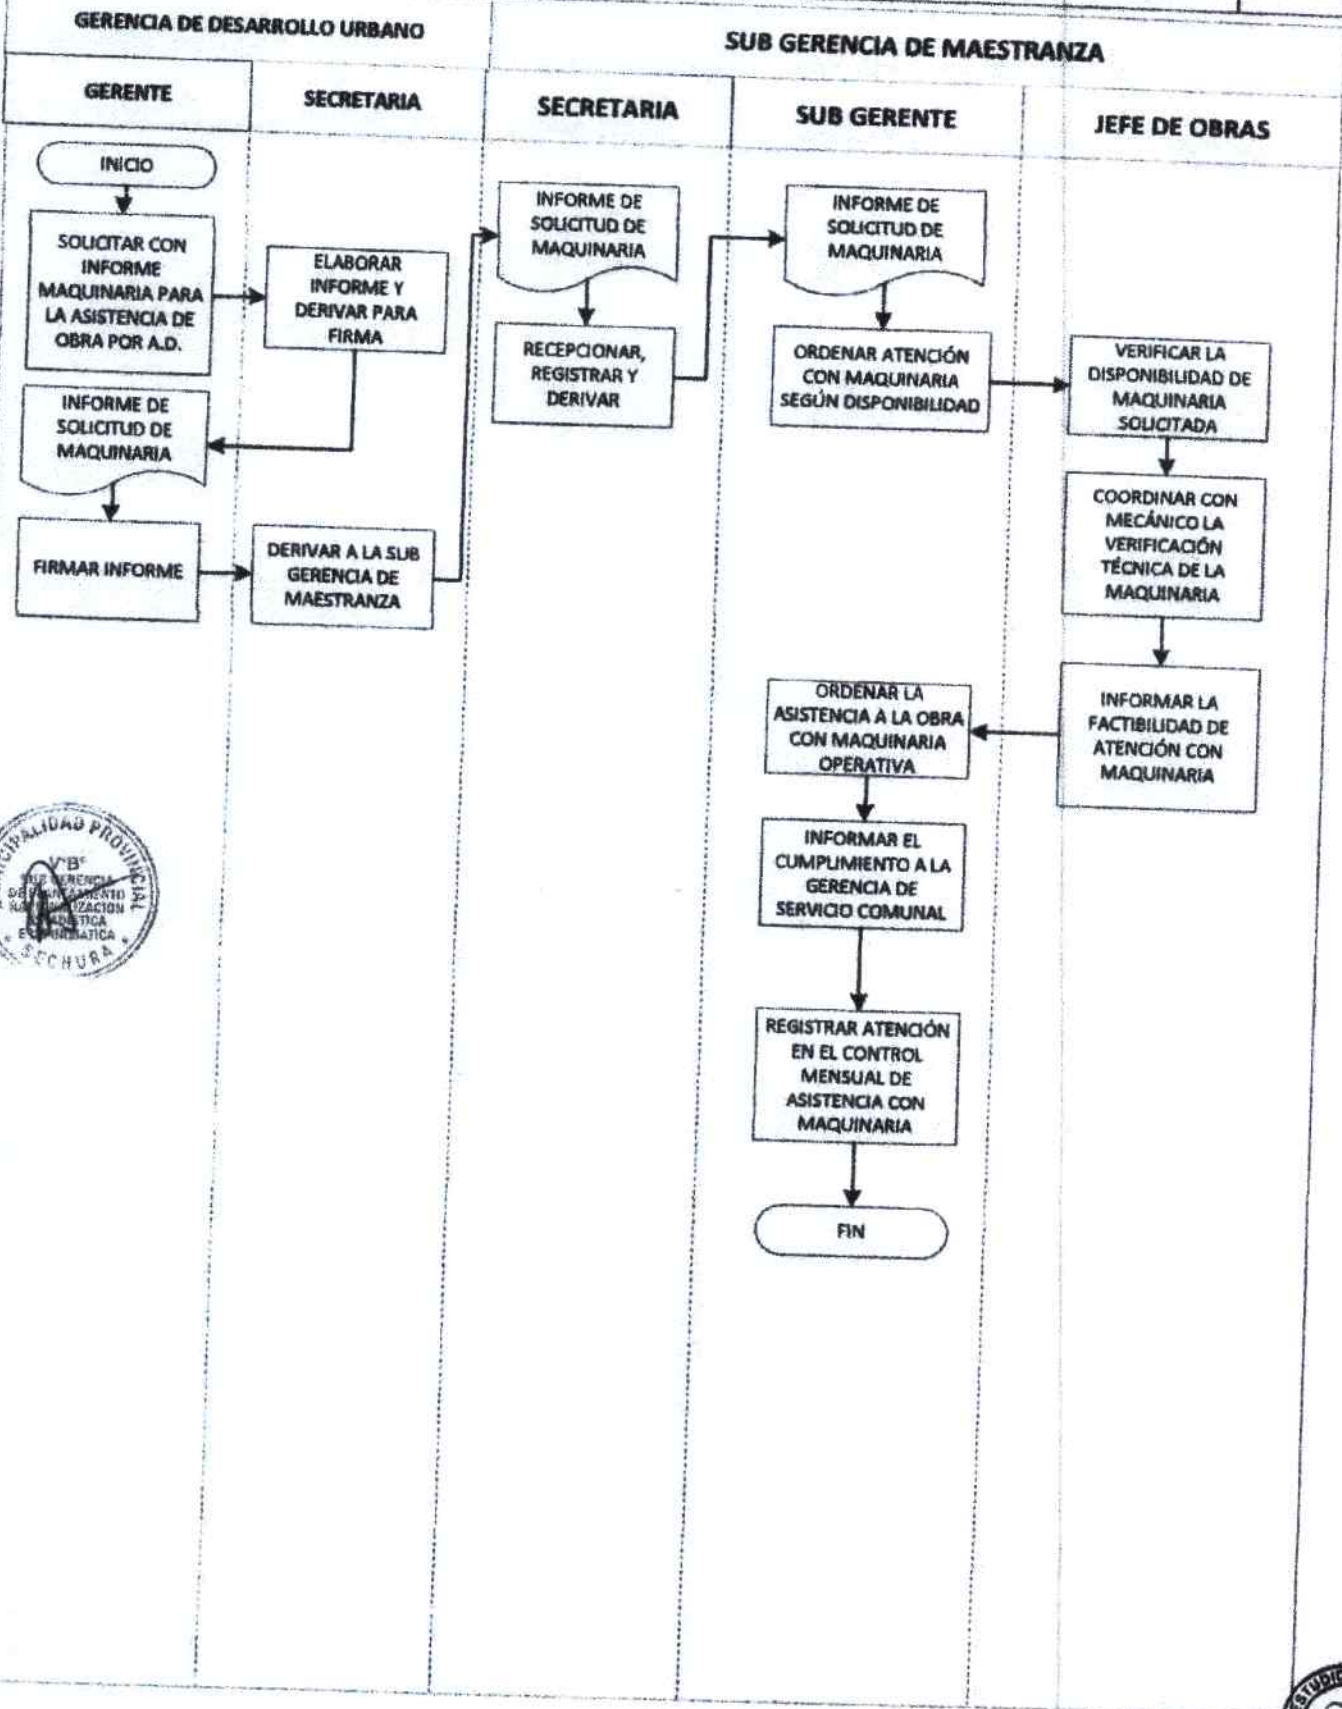 GERENCIA DE DESARROLLO URBANO
SUB GERENCIA DE MAESTRANZA
GERENTE
SECRETARIA
SECRETARIA
SUB GERENTE
JEFE DE OBRAS
INICIO
SOLICITAR CON
INFORME
MAQUINARIA PARA
LA ASISTENCIA DE
OBRA POR A.D.
ELABORAR
INFORME Y
DERIVAR PARA
FIRMA
INFORME DE
SOLICITUD DE
MAQUINARIA
FIRMAR INFORME
DERIVAR A LA SUB
GERENCIA DE
MAESTRANZA
INFORME DE
SOLICITUD DE
MAQUINARIA
RECEPCIONAR,
REGISTRAR Y
DERIVAR
INFORME DE
SOLICITUD DE
MAQUINARIA
ORDENAR ATENCIÓN
CON MAQUINARIA
SEGÚN DISPONIBILIDAD
VERIFICAR LA
DISPONIBILIDAD DE
MAQUINARIA
SOLICITADA
COORDINAR CON
MECÁNICO LA
VERIFICACIÓN
TÉCNICA DE LA
MAQUINARIA
INFORMAR LA
FACTIBILIDAD DE
ATENCIÓN CON
MAQUINARIA
ORDENAR LA
ASISTENCIA A LA OBRA
CON MAQUINARIA
OPERATIVA
INFORMAR EL
CUMPLIMIENTO A LA
GERENCIA DE
SERVICIO COMUNAL
REGISTRAR ATENCIÓN
EN EL CONTROL
MENSUAL DE
ASISTENCIA CON
MAQUINARIA
FIN
PROVINCIAL
V°B°
SUB GERENCIA
SECHURA